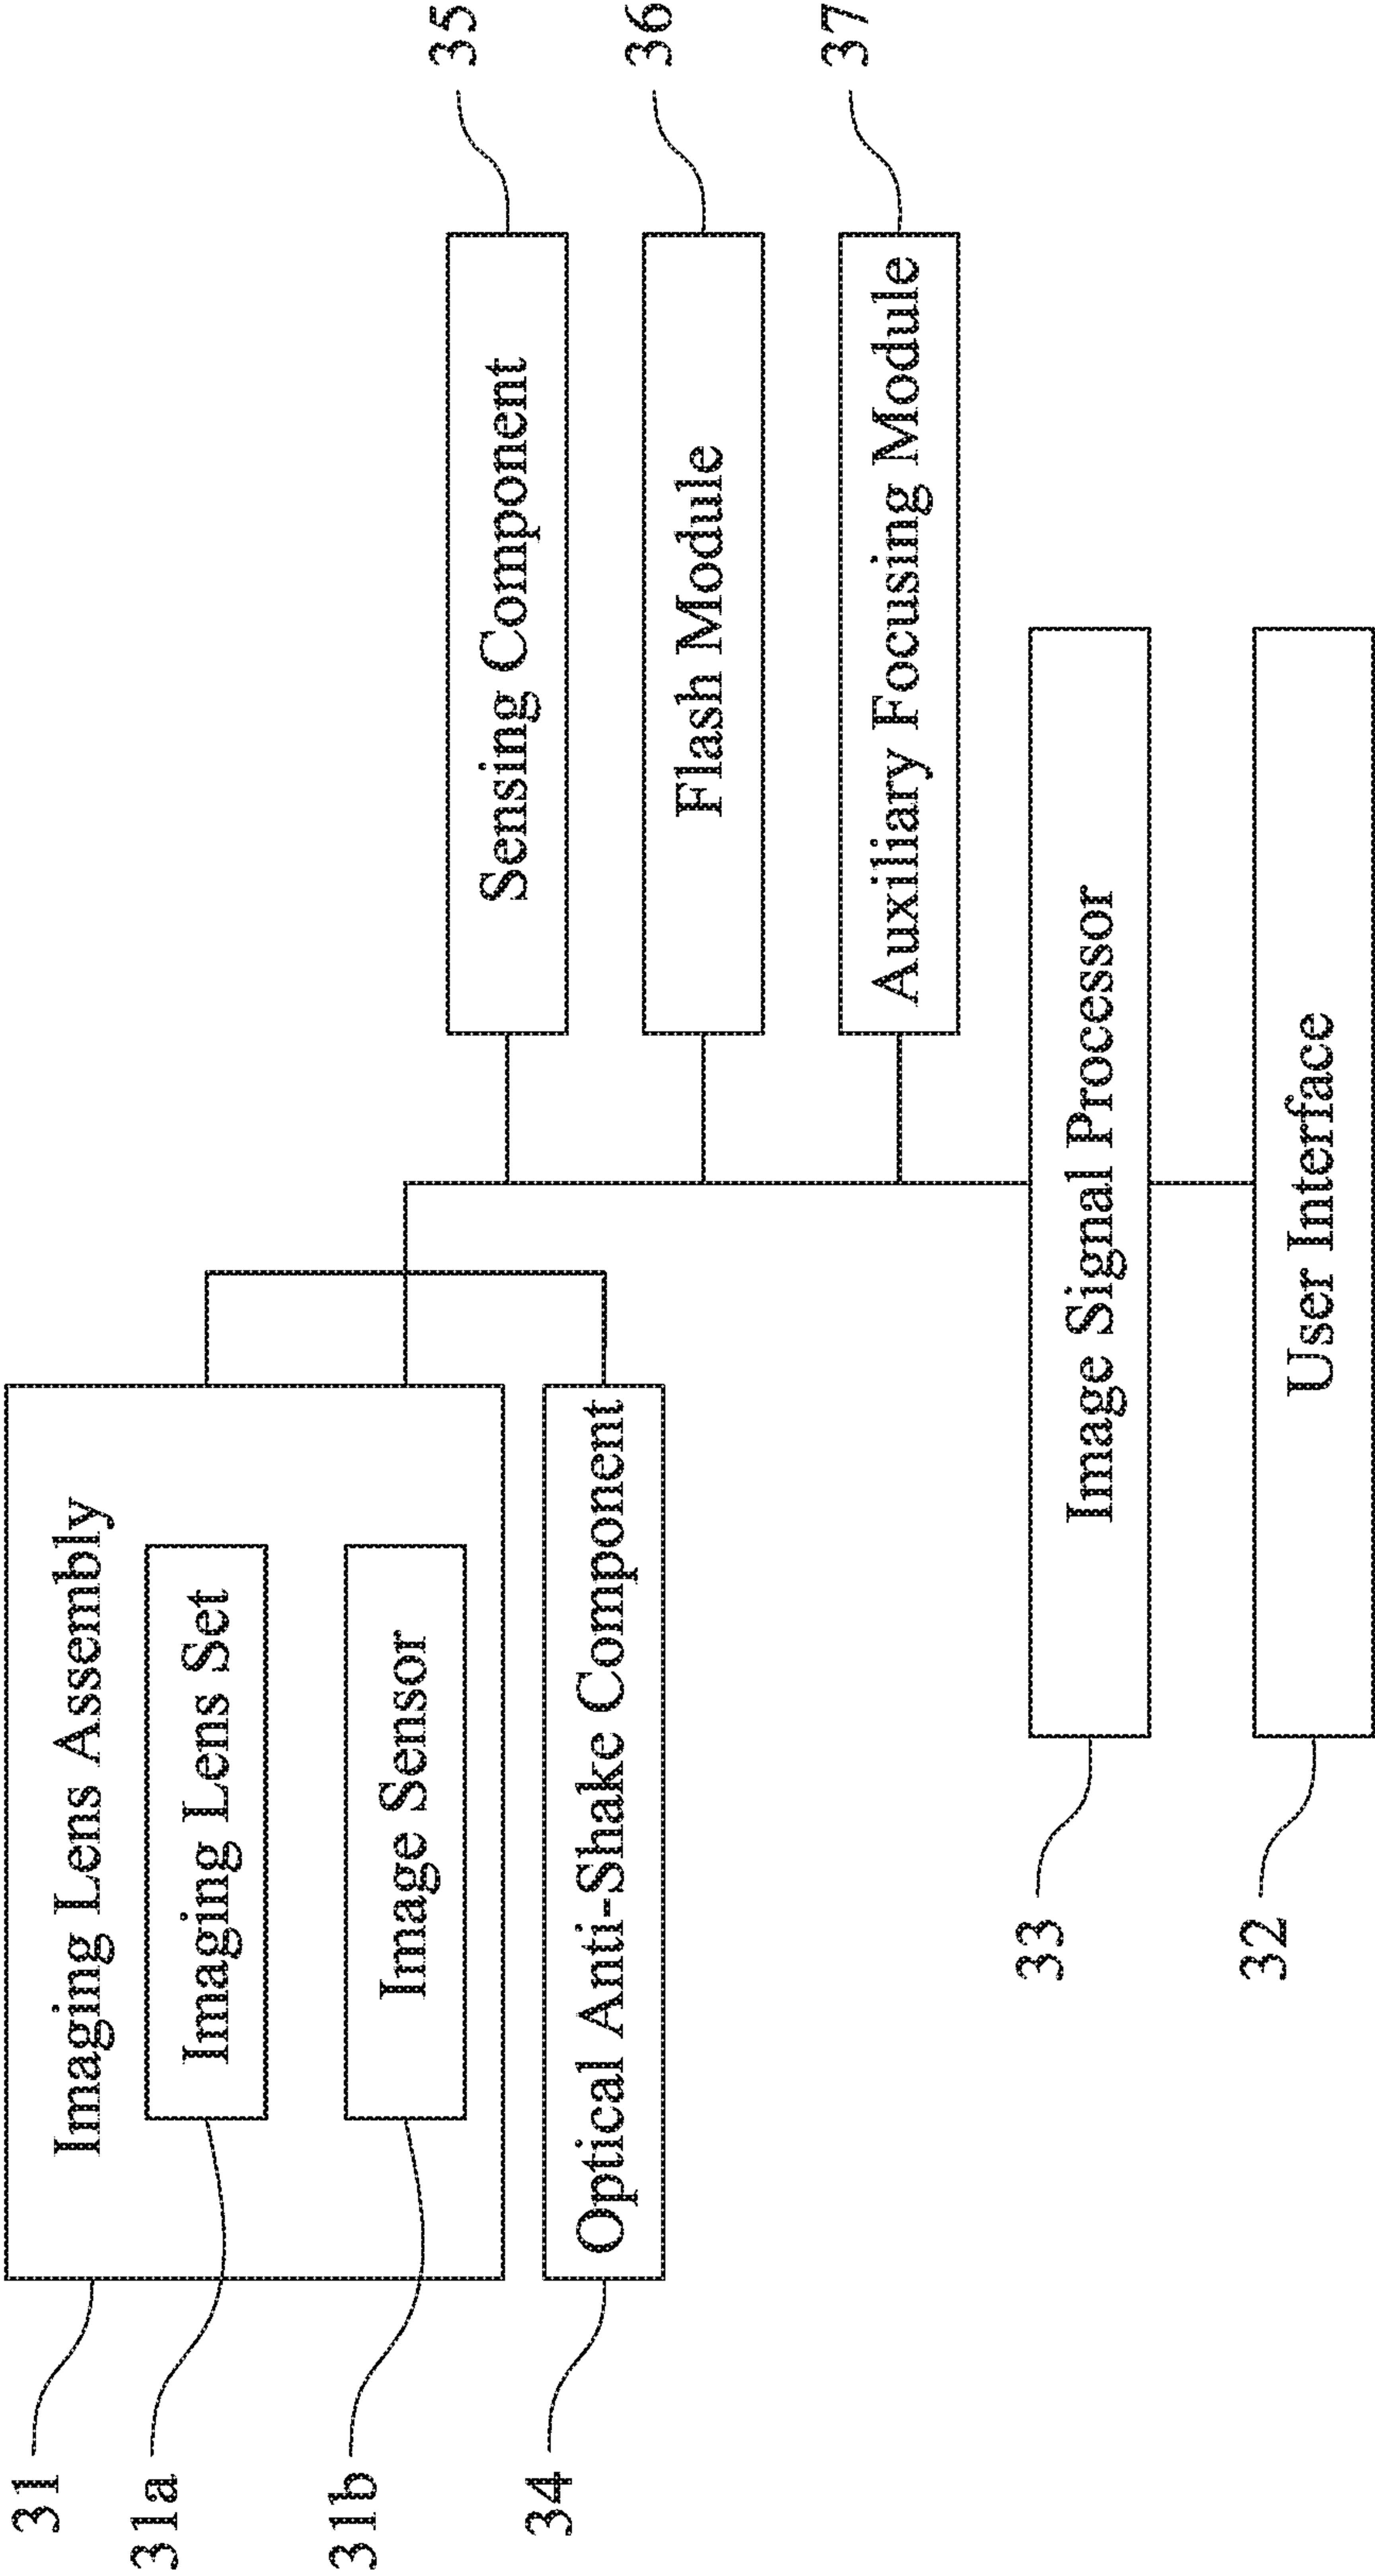 31
Imaging Lens Assembly
31a
Imaging Lens Set
31b
Image Sensor
34
Optical Anti-Shake Component
Sensing Component
35
Flash Module
36
Auxiliary Focusing Module
37
33
Image Signal Processor
32
User Interface